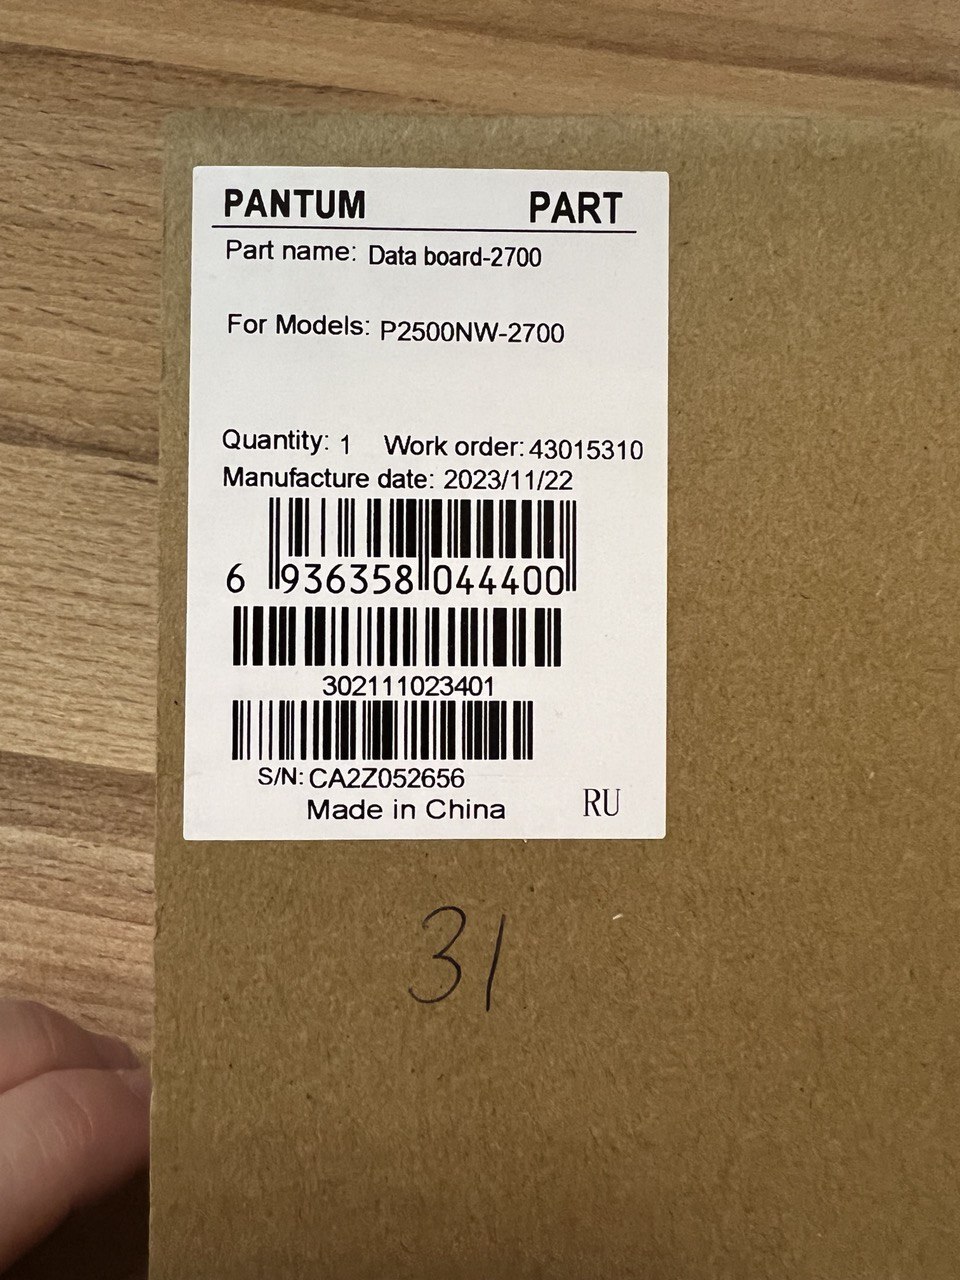 PANTUM PART
Part name: Data board-2700
For Models: P2500NW-2700
Quantity: 1 Work order: 43015310
Manufacture date: 2023/11/22
6 936358 044400
302111023401
S/N: CA2Z052656
Made in China RU
31